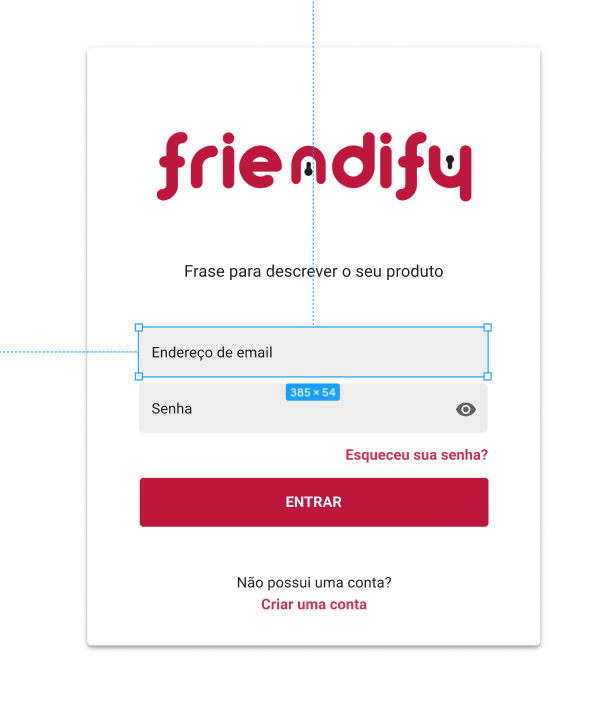 friendify
Frase para descrever o seu produto
Endereço de email
385 × 54
Senha
Esqueceu sua senha?
ENTRAR
Não possui uma conta?
Criar uma conta